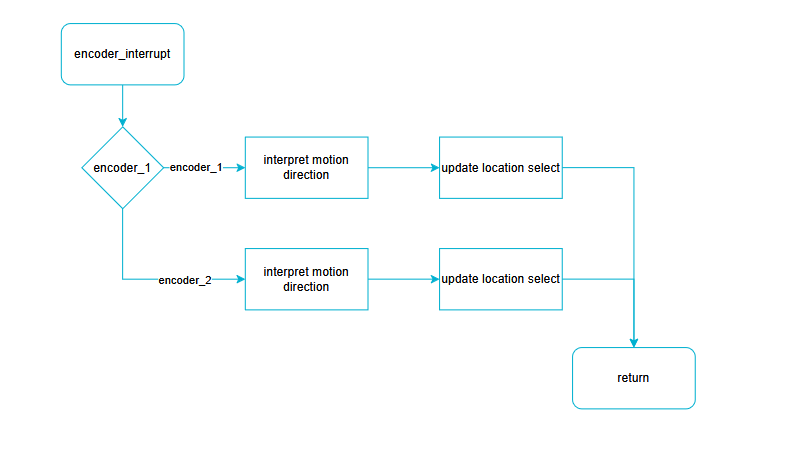 encoder_interrupt
encoder_1
encoder_1
interpret motion
direction
update location select
encoder_2
interpret motion
direction
update location select
return